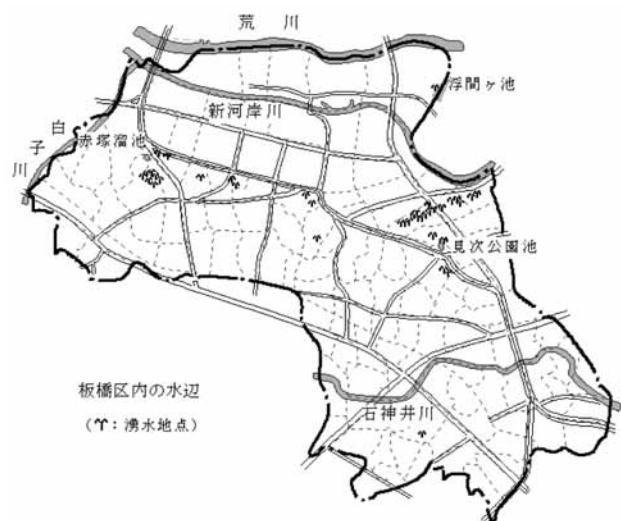 荒川
浮間ヶ池
新河岸川
白子川
赤塚溜池
見次公園池
板橋区内の水辺
(：湧水地点)
石神井川